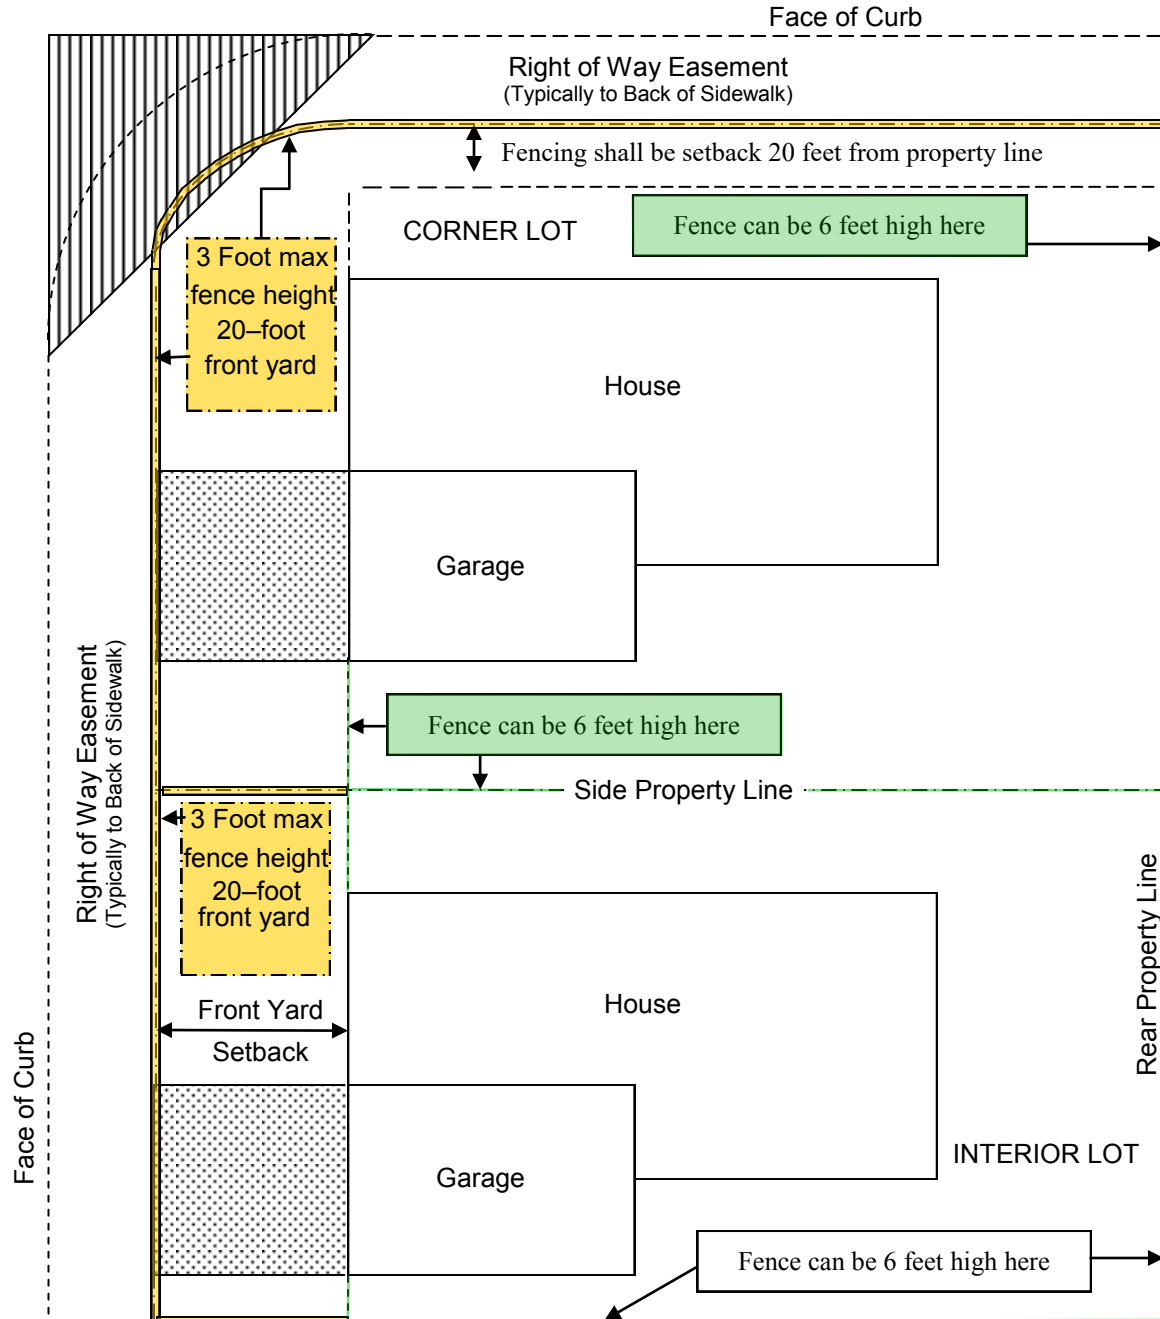 Face of Curb
Right of Way Easement
(Typically to Back of Sidewalk)
Fencing shall be setback 20 feet from property line
CORNER LOT
Fence can be 6 feet high here
3 Foot max
fence height
20–foot
front yard
House
Garage
Right of Way Easement
(Typically to Back of Sidewalk)
Fence can be 6 feet high here
Side Property Line
3 Foot max
fence height
20–foot
front yard
Front Yard
Setback
House
Rear Property Line
Face of Curb
Garage
INTERIOR LOT
Fence can be 6 feet high here